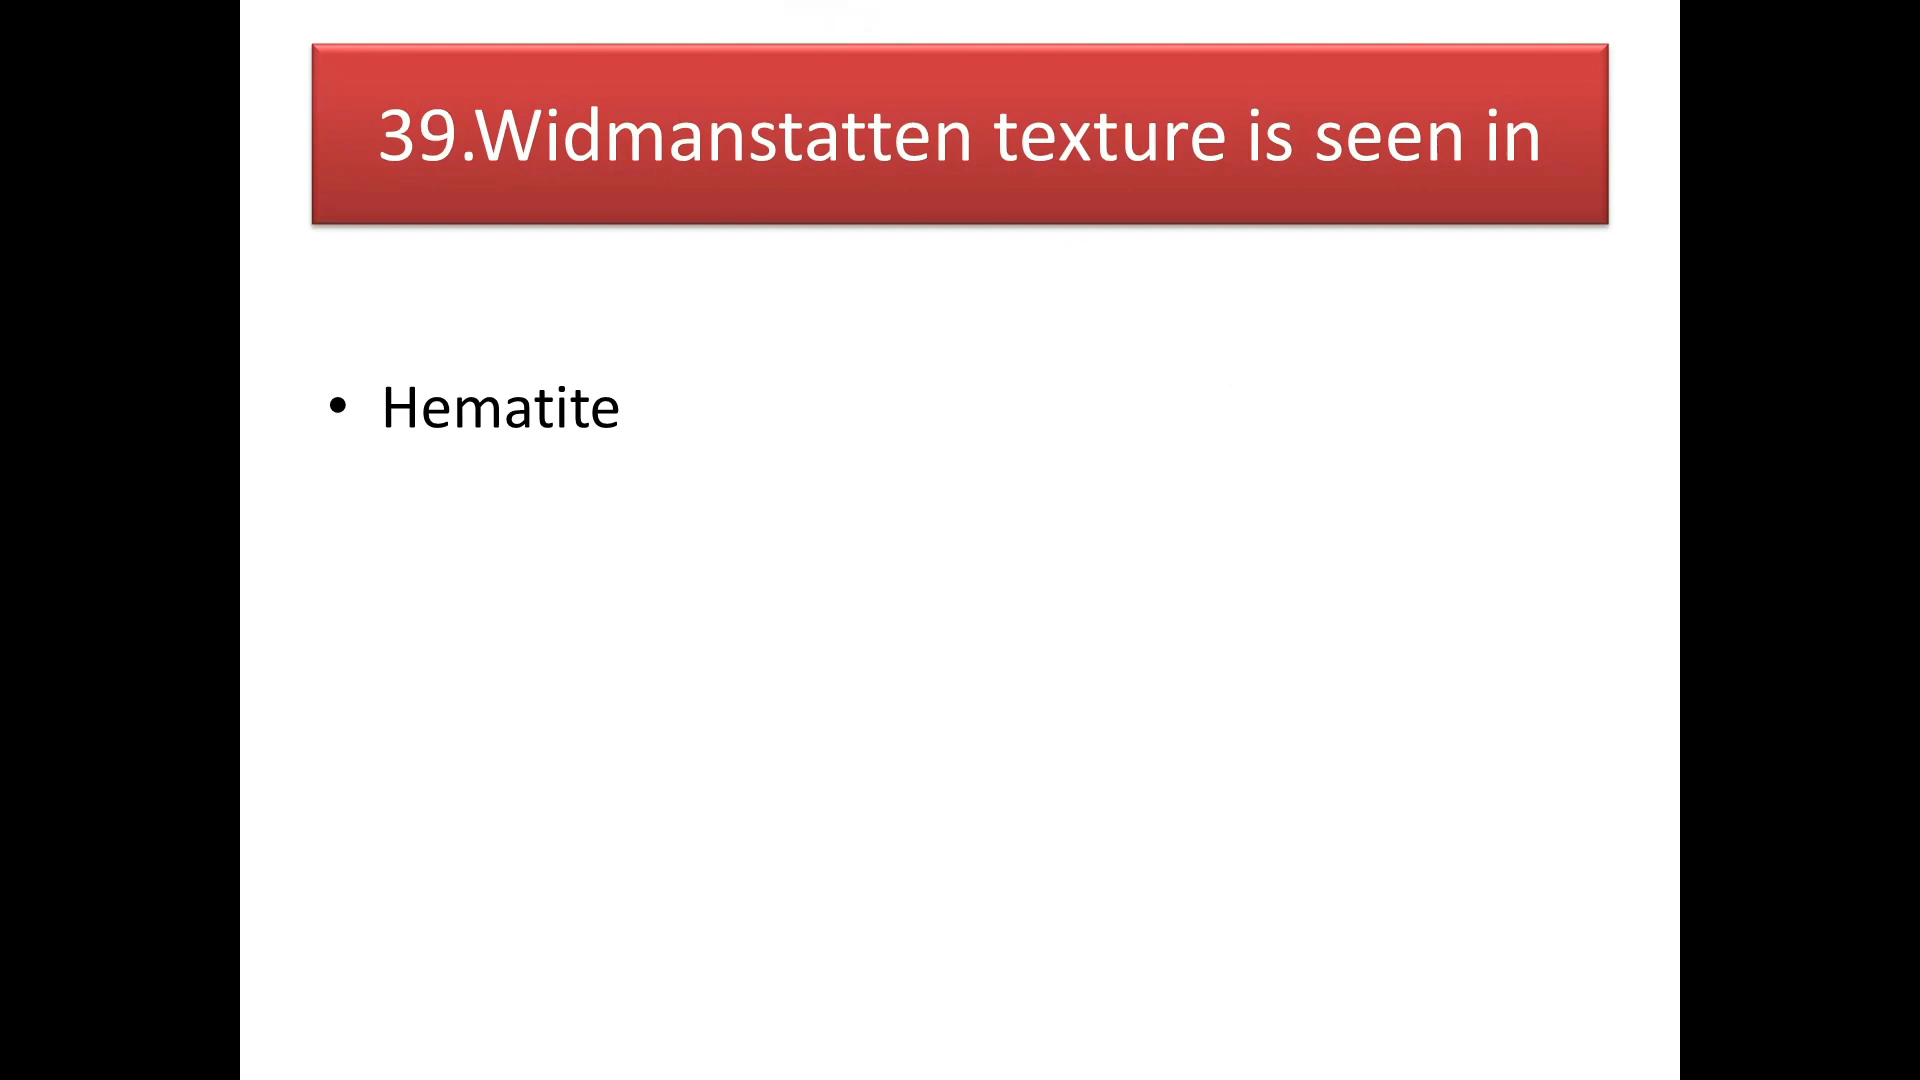 39.Widmanstatten texture is seen in
• Hematite